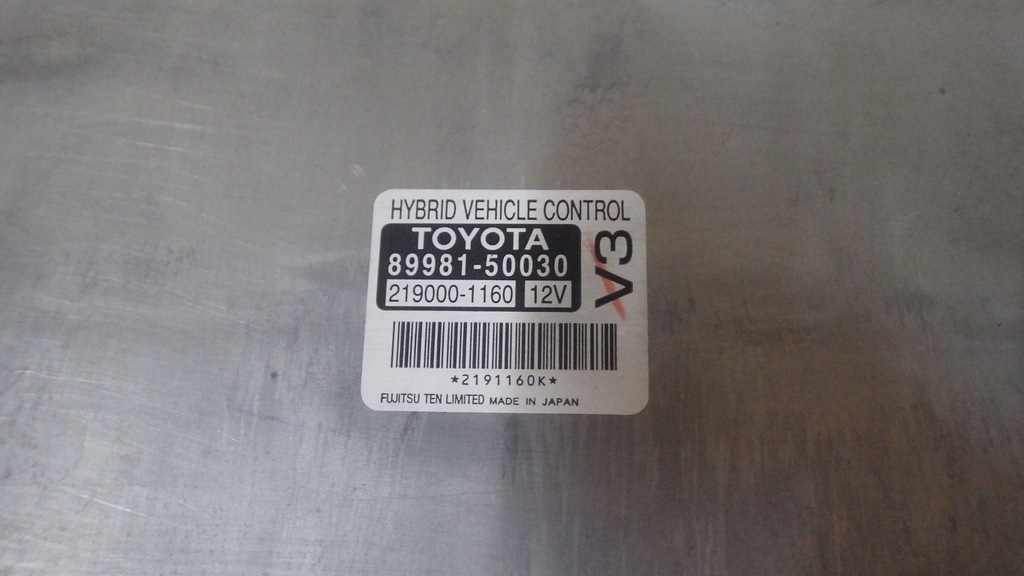 HYBRID VEHICLE CONTROL
TOYOTA
89981-50030
219000-1160 12V
V3
*2191160K*
FUJITSU TEN LIMITED MADE IN JAPAN